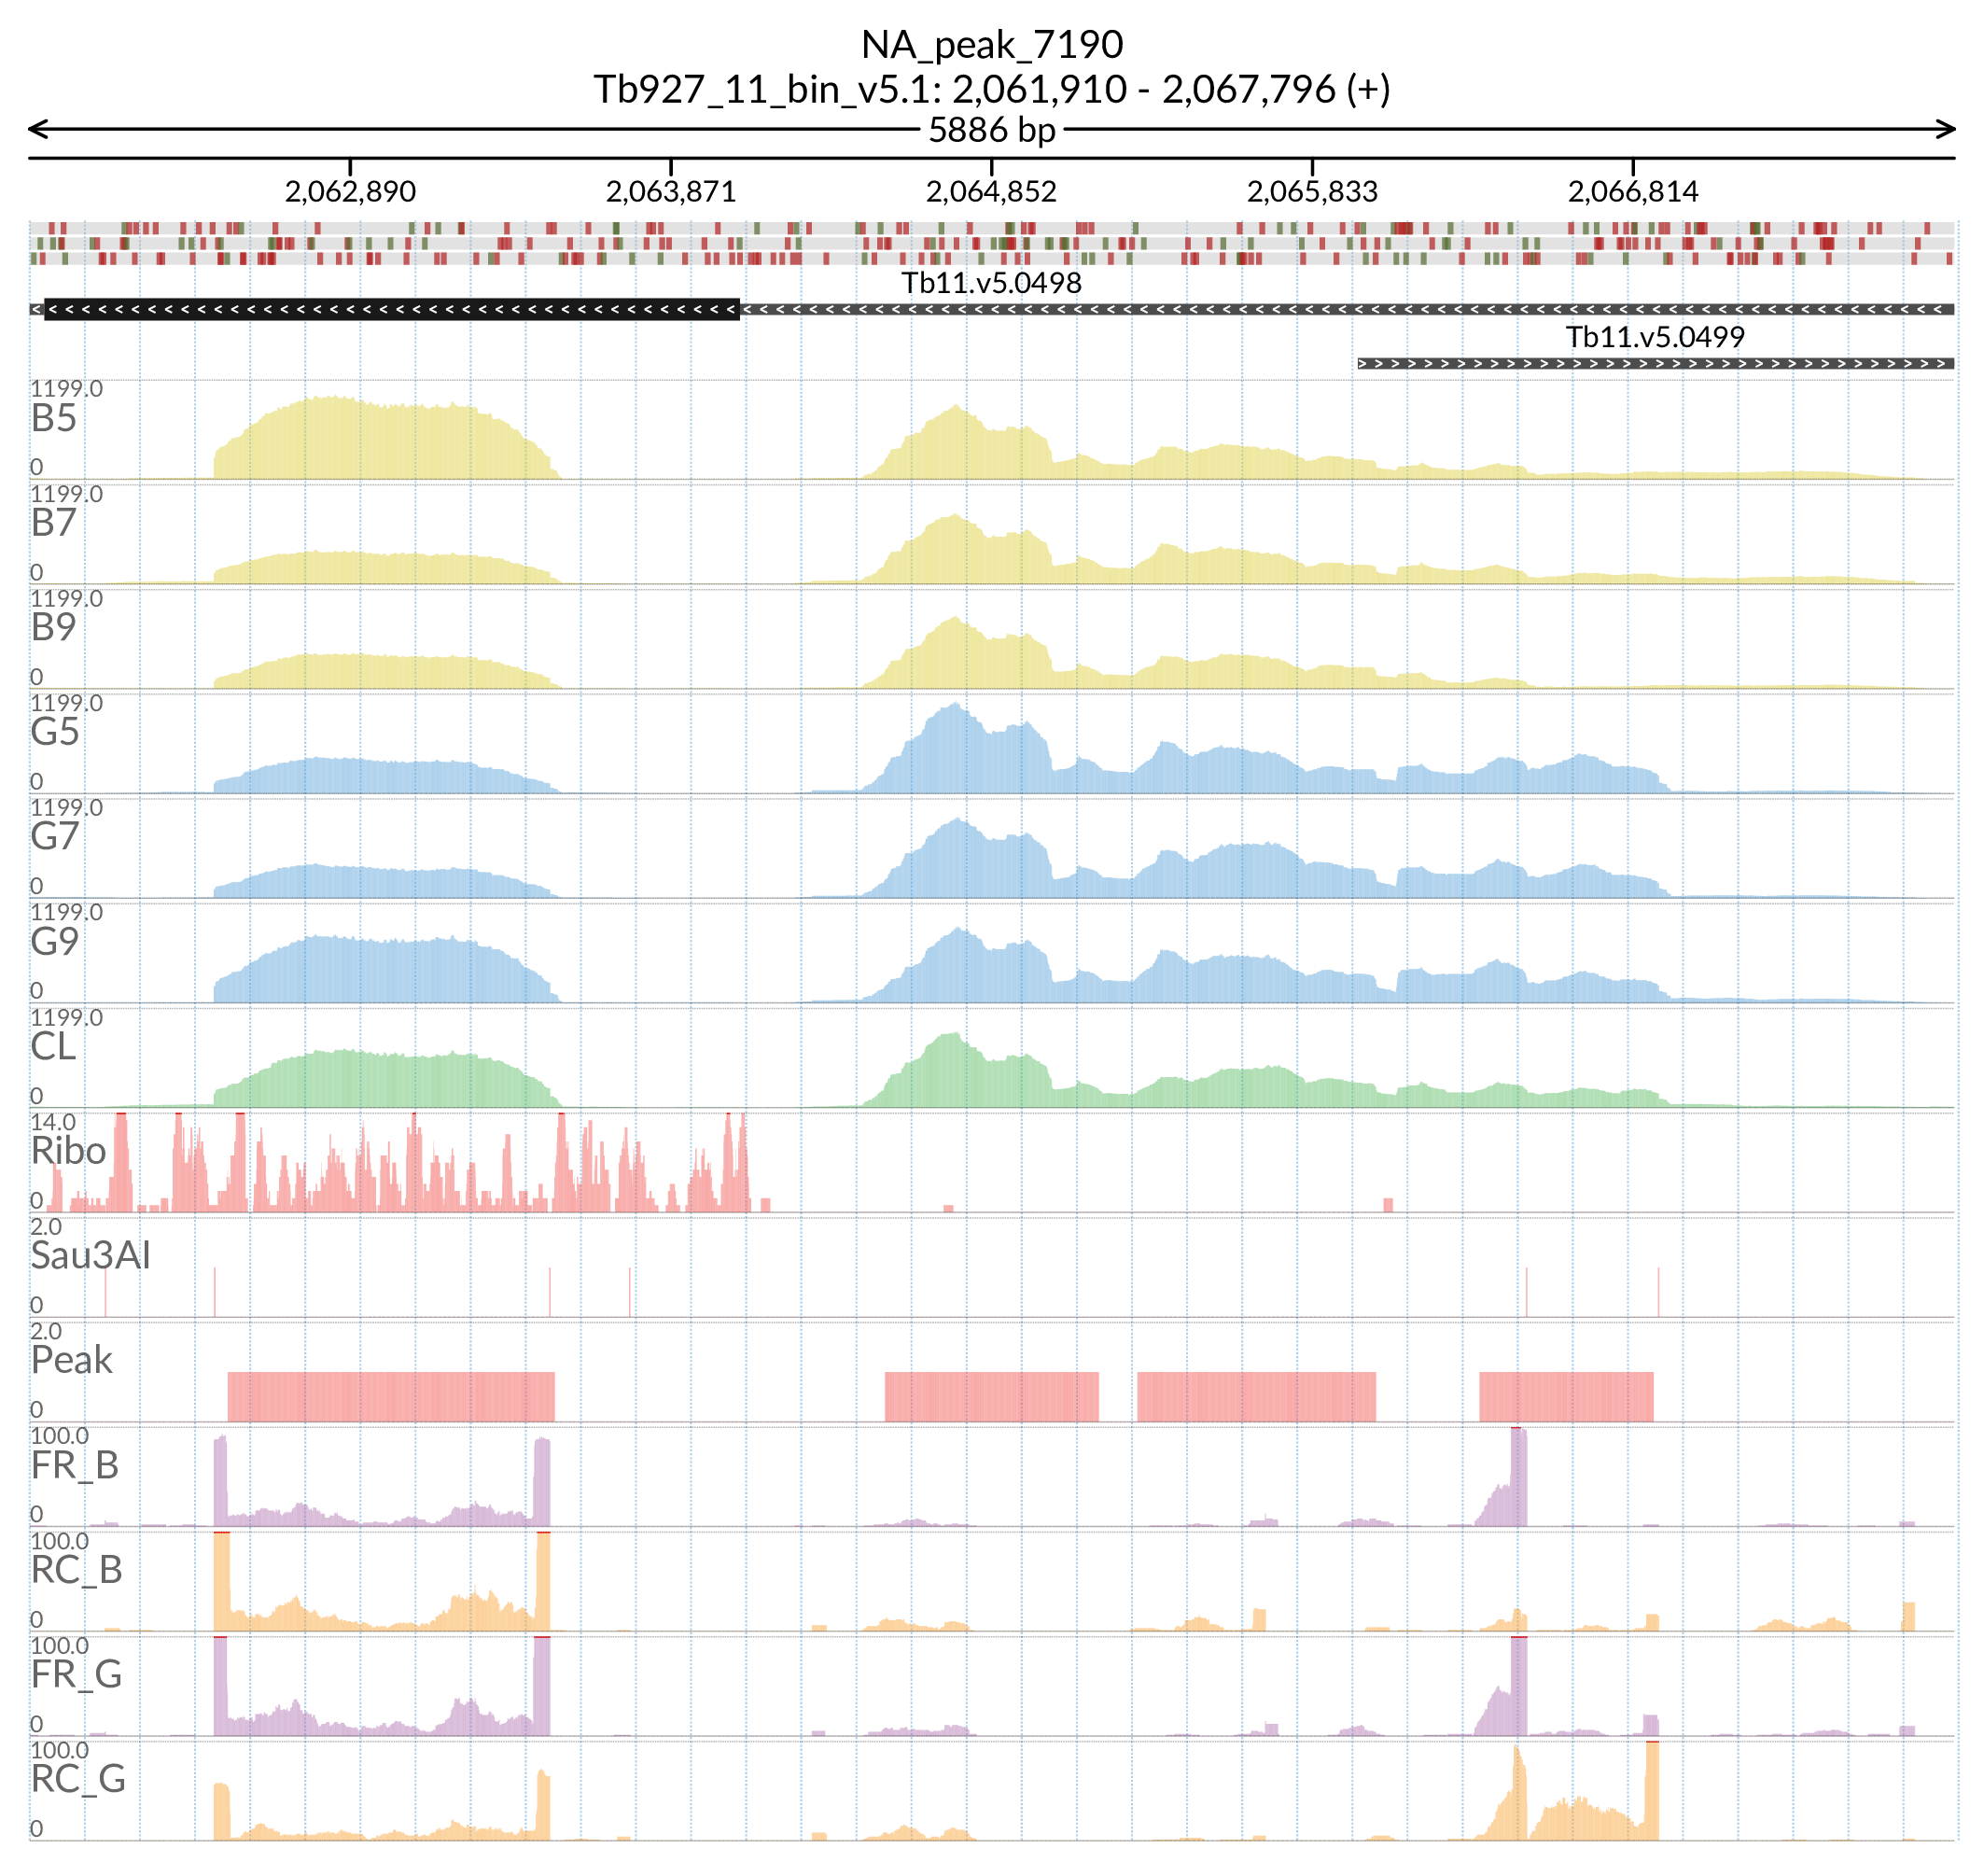 NA_peak_7190
Tb927_11_bin_v5.1: 2,061,910 - 2,067,796 (+)
5886 bp
2,062,890 2,063,871 2,064,852 2,065,833 2,066,814
Tb11.v5.0498
Tb11.v5.0499
1199.0
B5
0
1199.0
B7
0
1199.0
B9
0
1199.0
G5
0
1199.0
G7
0
1199.0
G9
0
1199.0
CL
0
14.0
Ribo
0
2.0
Sau3AI
0
2.0
Peak
0
100.0
FR_B
0
100.0
RC_B
0
100.0
FR_G
0
100.0
RC_G
0